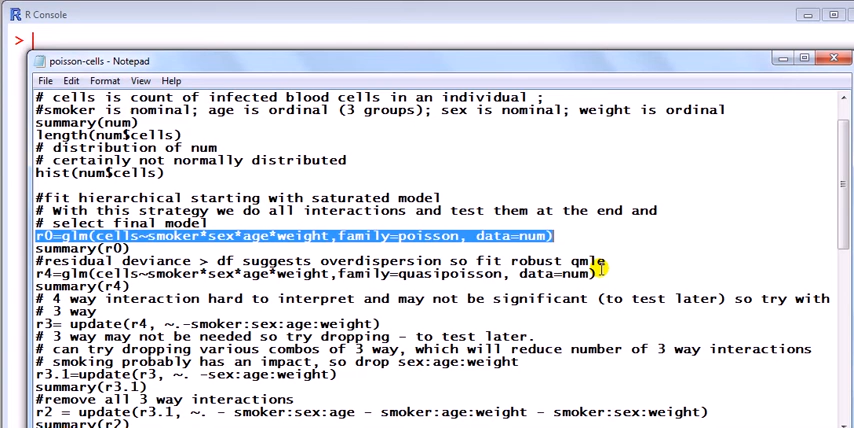 R Console
>
poisson-cells - Notepad
File Edit Format View Help
# cells is count of infected blood cells in an individual ;
#smoker is nominal; age is ordinal (3 groups); sex is nominal; weight is ordinal
summary(num)
length(num$cells)
# distribution of num
# certainly not normally distributed
hist(num$cells)
#fit hierarchical starting with saturated model
# With this strategy we do all interactions and test them at the end and
# select final model
r0=glm(cells~smoker*sex*age*weight,family=poisson, data=num)
summary(r0)
#residual deviance > df suggests overdispersion so fit robust qmle
r4=glm(cells~smoker*sex*age*weight,family=quasipoisson, data=num)
summary(r4)
# 4 way interaction hard to interpret and may not be significant (to test later) so try with
# 3 way
r3= update(r4, ~.-smoker:sex:age:weight)
# 3 way may not be needed so try dropping - to test later.
# can try dropping various combos of 3 way, which will reduce number of 3 way interactions
# smoking probably has an impact, so drop sex:age:weight
r3.1=update(r3, ~. -sex:age:weight)
summary(r3.1)
#remove all 3 way interactions
r2 = update(r3.1, ~. - smoker:sex:age - smoker:age:weight - smoker:sex:weight)
summary(r2)